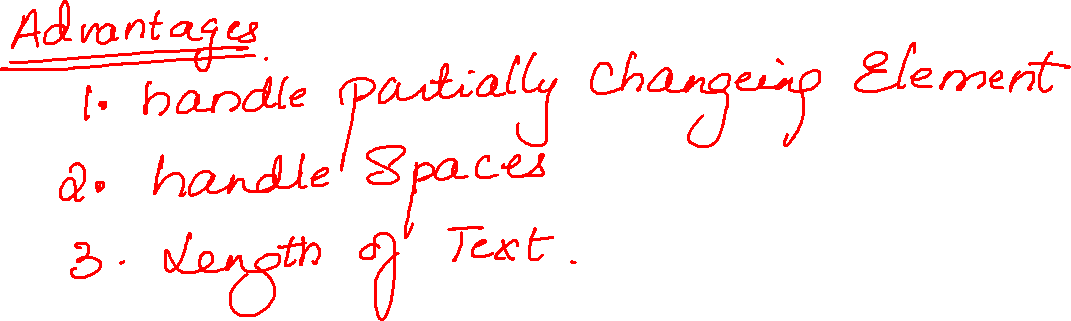 Advantages.
1. handle partially changeing Element
2. handle Spaces
3. Length of Text.